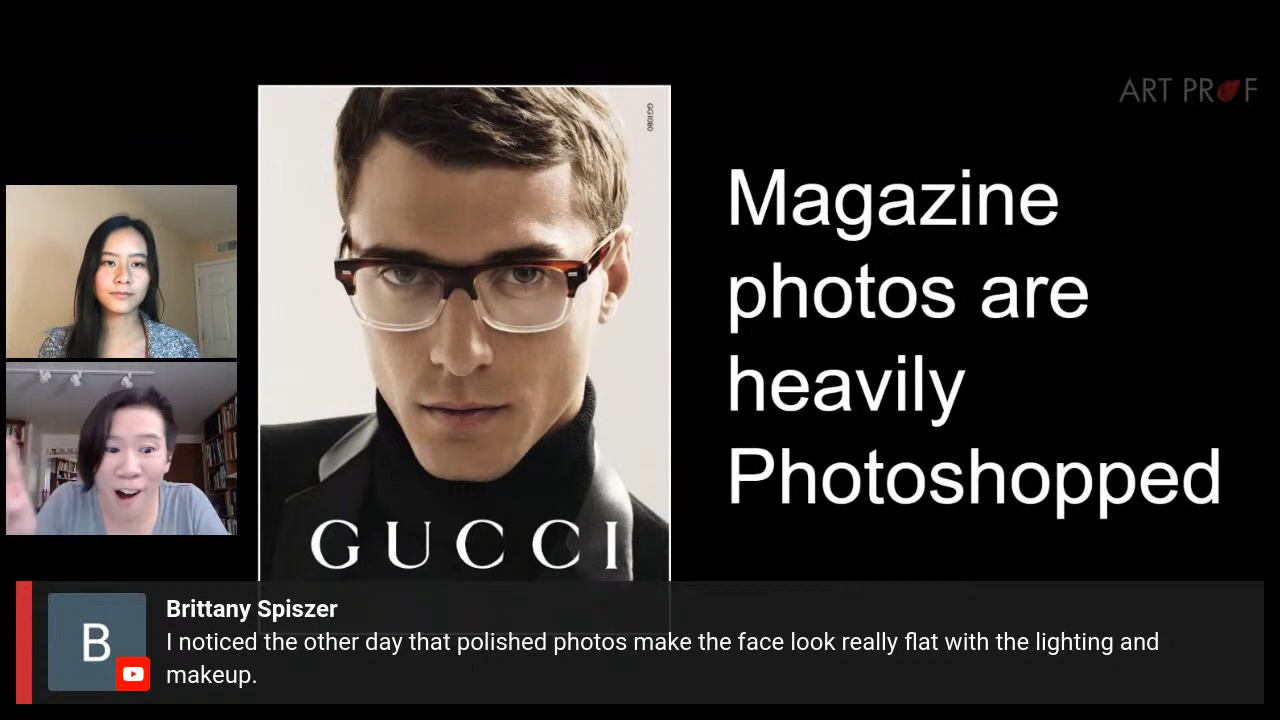 ART PROF
GG1080
Magazine
photos are
heavily
Photoshopped
GUCCI
B
Brittany Spiszer
I noticed the other day that polished photos make the face look really flat with the lighting and
makeup.